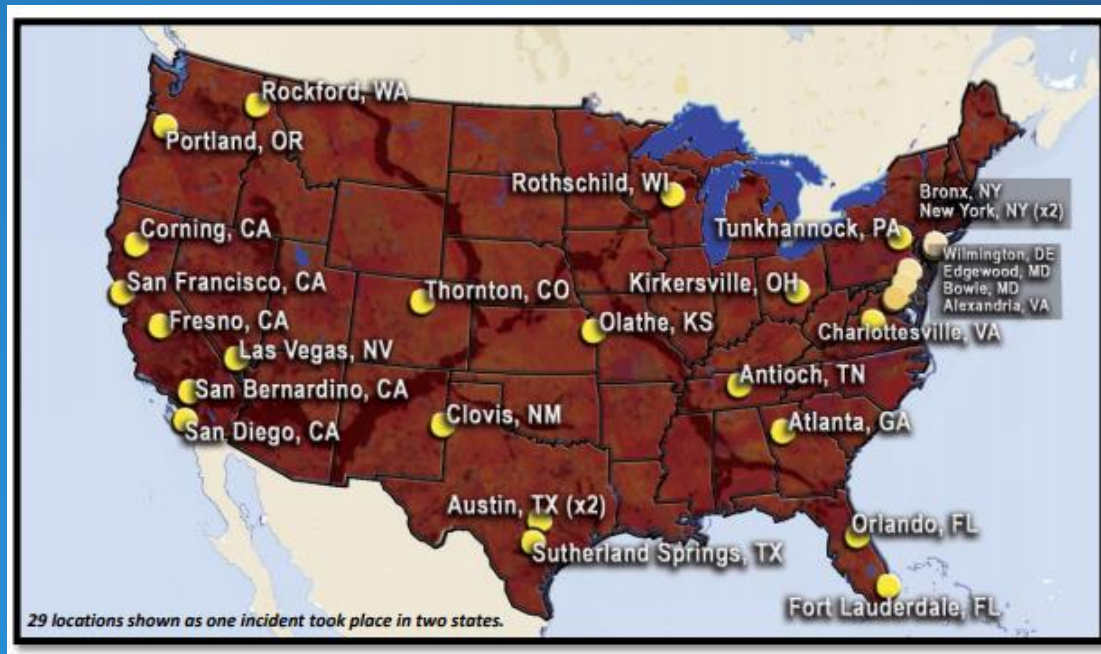 Rockford, WA
Portland, OR
Rothschild, WI
Bronx, NY
New York, NY (x2)
Tunkhannock, PA
Corning, CA
Wilmington, DE
Edgewood, MD
Bowie, MD
Alexandria, VA
San Francisco, CA
Thornton, CO
Kirkersville, OH
Fresno, CA
Olathe, KS
Charlottesville, VA
Las Vegas, NV
Antioch, TN
San Bernardino, CA
Clovis, NM
Atlanta, GA
San Diego, CA
Austin, TX (x2)
Orlando, FL
Sutherland Springs, TX
Fort Lauderdale, FL
29 locations shown as one incident took place in two states.